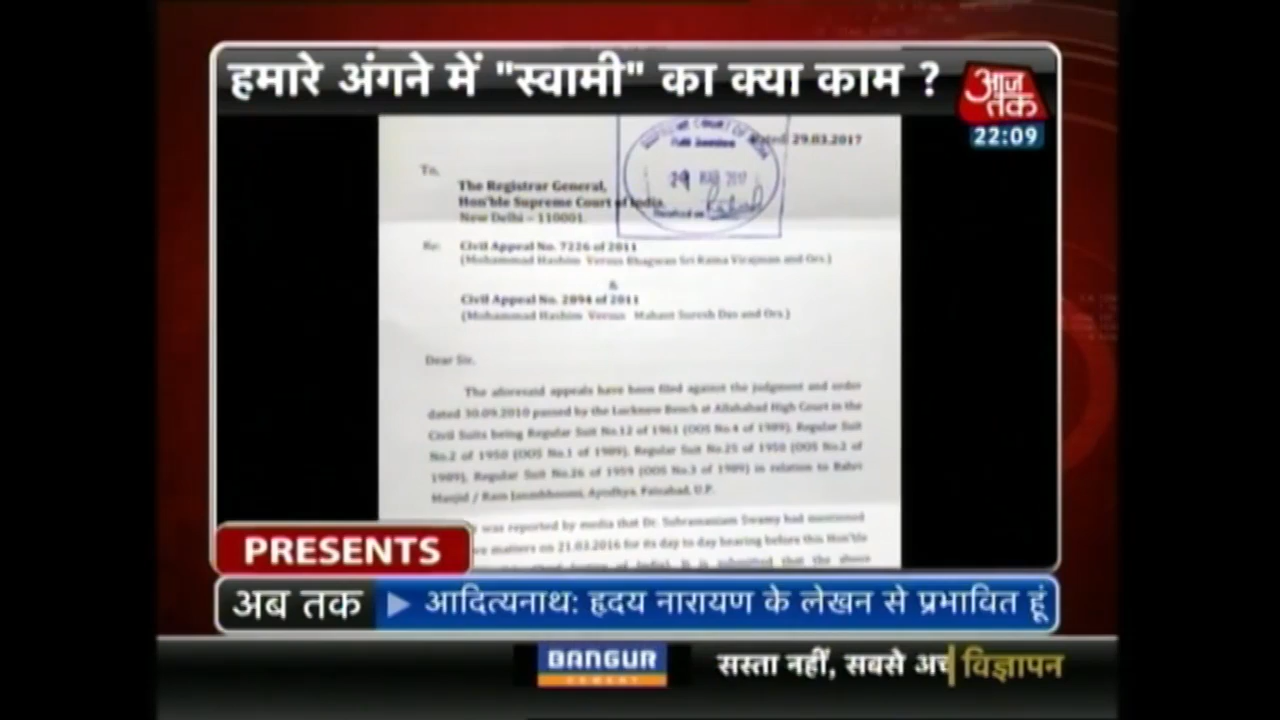 हमारे अंगने में "स्वामी" का क्या काम ?
आज तक
22:09
Dated: 29.03.2017
To,
The Registrar General,
Hon'ble Supreme Court of India,
New Delhi – 110001
Re: Civil Appeal No. 7226 of 2011
(Mohammad Hashim Versus Bhagwan Sri Rama Virajman and Ors.)
&
Civil Appeal No. 2894 of 2011
(Mohammad Hashim Versus Mahant Suresh Das and Ors.)
Dear Sir,
The aforesaid appeals have been filed against the judgment and order
dated 30.09.2010 passed by the Lucknow Bench at Allahabad High Court in the
Civil Suits being Regular Suit No.12 of 1961 (OOS No.4 of 1989), Regular Suit
No.2 of 1950 (OOS No.1 of 1989), Regular Suit No.25 of 1950 (OOS No.2 of
1989), Regular Suit No.26 of 1959 (OOS No.3 of 1989) in relation to Babri
Masjid / Ram Janmbhoomi, Ayodhya, Faizabad, U.P.
was reported by media that Dr. Subramaniam Swamy had mentioned
matters on 21.03.2016 for its day to day hearing before this Hon'ble
of India). It is submitted that the above
PRESENTS
अब तक ▶ आदित्यनाथ: हृदय नारायण के लेखन से प्रभावित हूं
BANGUR
CEMENT
सस्ता नहीं, सबसे अच
विज्ञापन